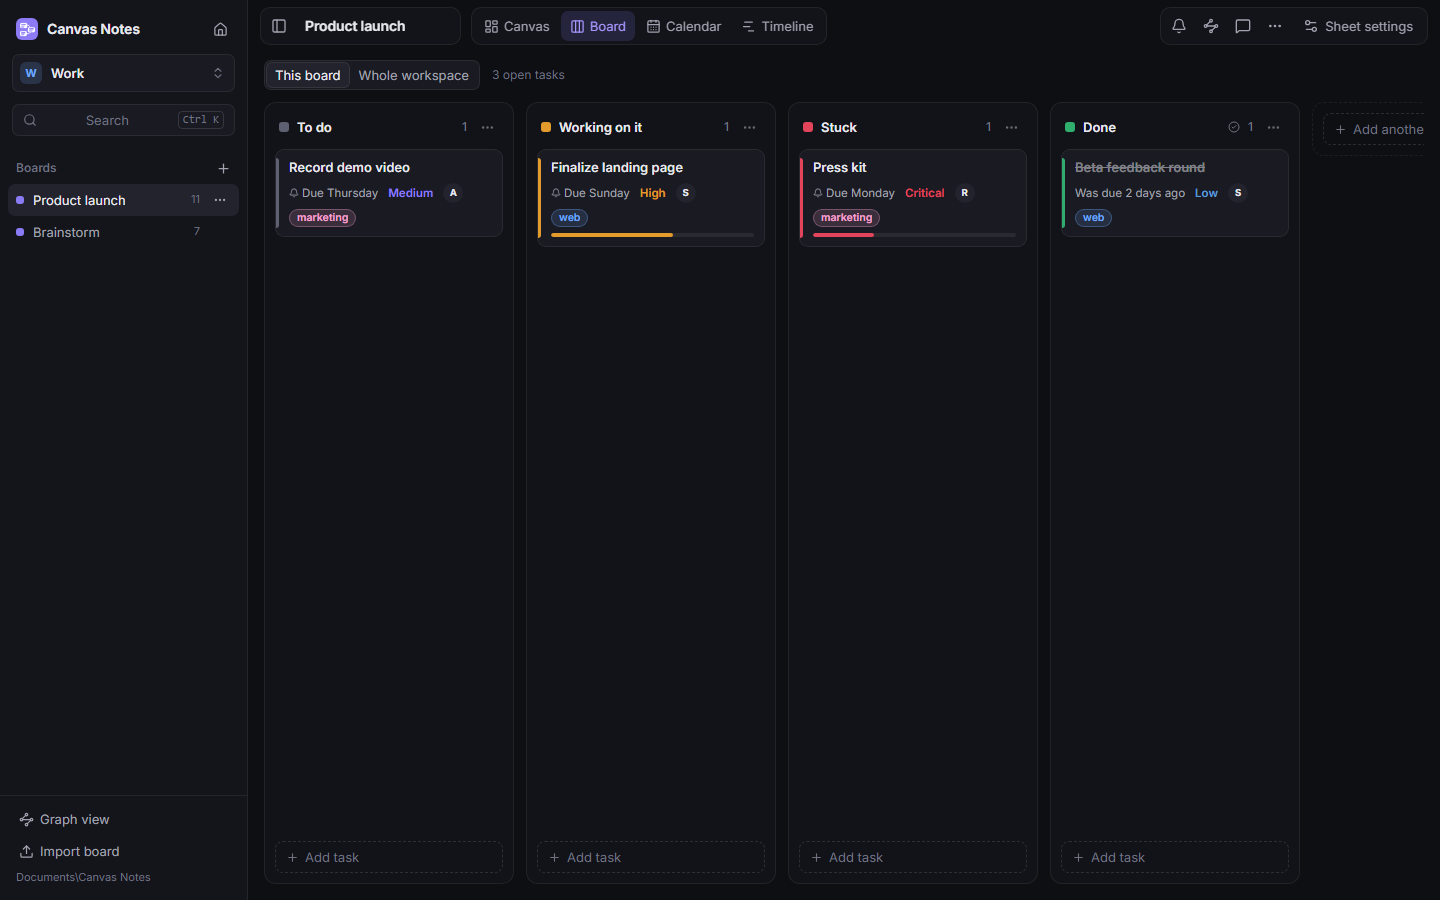 Canvas Notes
W Work
Search Ctrl K
Boards
Product launch 11
Brainstorm 7
Graph view
Import board
Documents\Canvas Notes
Product launch
Canvas Board Calendar Timeline
Sheet settings
This board Whole workspace 3 open tasks
To do 1
Record demo video
Due Thursday Medium A
marketing
Add task
Working on it 1
Finalize landing page
Due Sunday High S
web
Add task
Stuck 1
Press kit
Due Monday Critical R
marketing
Add task
Done 1
Beta feedback round
Was due 2 days ago Low S
web
Add task
Add anothe